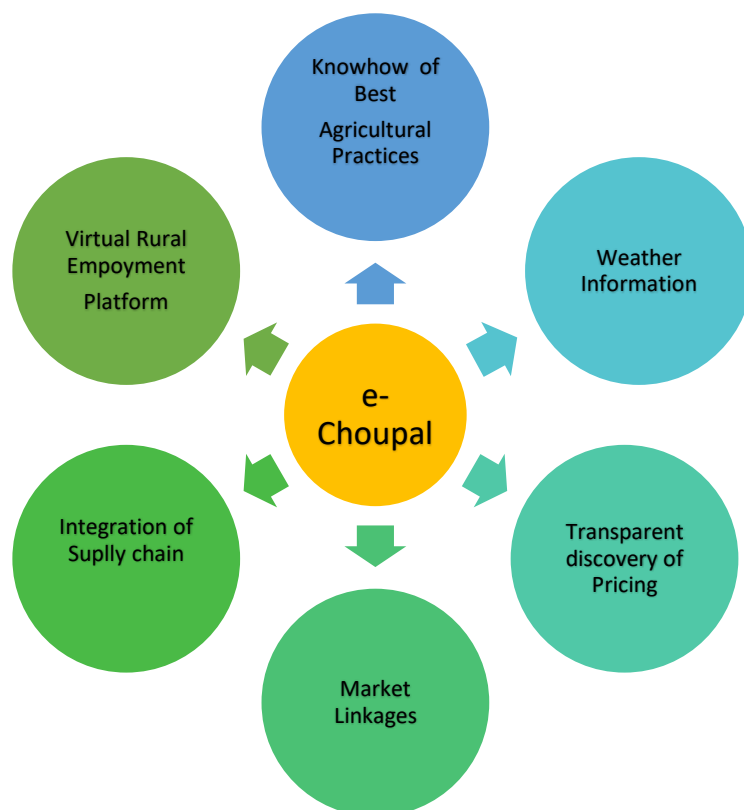 Knowhow of
Best
Agricultural
Practices
Weather
Information
Transparent
discovery of
Pricing
Market
Linkages
Integration of
Suplly chain
Virtual Rural
Empoyment
Platform
e-
Choupal